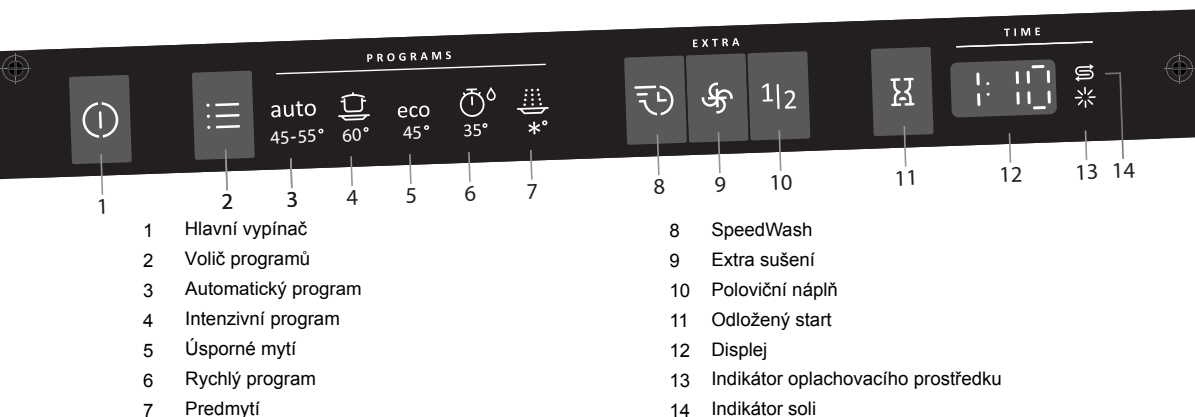 PROGRAMS EXTRA TIME
auto eco 1|2 1:10
45-55° 60° 45° 35° *°
1 2 3 4 5 6 7 8 9 10 11 12 13 14
1 Hlavní vypínač
2 Volič programů
3 Automatický program
4 Intenzivní program
5 Úsporné mytí
6 Rychlý program
7 Predmytí
8 SpeedWash
9 Extra sušení
10 Poloviční náplň
11 Odložený start
12 Displej
13 Indikátor oplachovacího prostředku
14 Indikátor soli